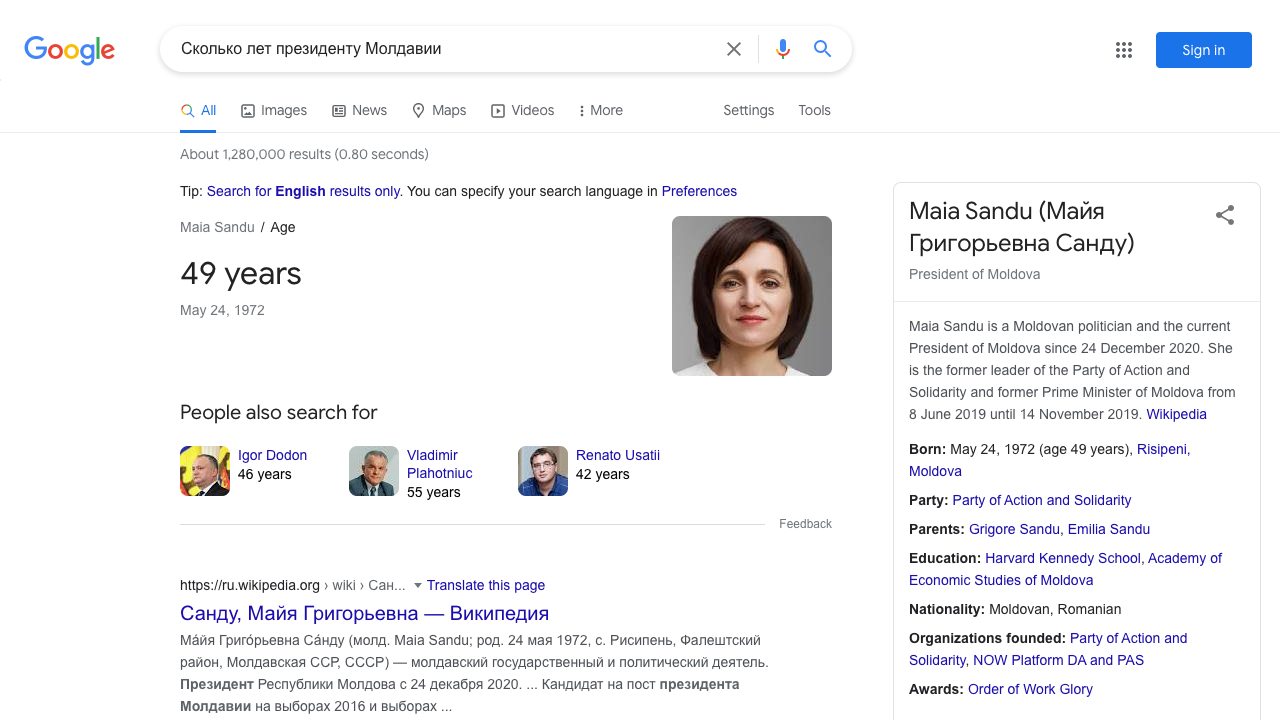 Google
Сколько лет президенту Молдавии
Sign in
All
Images
News
Maps
Videos
More
Settings
Tools
About 1,280,000 results (0.80 seconds)
Tip: Search for English results only. You can specify your search language in Preferences
Maia Sandu / Age
49 years
May 24, 1972
People also search for
Igor Dodon
46 years
Vladimir
Plahotniuc
55 years
Renato Usatii
42 years
Feedback
https://ru.wikipedia.org › wiki › Сан... Translate this page
Санду, Майя Григорьевна — Википедия
Ма́йя Григо́рьевна Са́нду (молд. Maia Sandu; род. 24 мая 1972, с. Рисипень, Фалештский
район, Молдавская ССР, СССР) — молдавский государственный и политический деятель.
Президент Республики Молдова с 24 декабря 2020. ... Кандидат на пост президента
Молдавии на выборах 2016 и выборах ...
Maia Sandu (Майя
Григорьевна Санду)
President of Moldova
Maia Sandu is a Moldovan politician and the current
President of Moldova since 24 December 2020. She
is the former leader of the Party of Action and
Solidarity and former Prime Minister of Moldova from
8 June 2019 until 14 November 2019. Wikipedia
Born: May 24, 1972 (age 49 years), Risipeni,
Moldova
Party: Party of Action and Solidarity
Parents: Grigore Sandu, Emilia Sandu
Education: Harvard Kennedy School, Academy of
Economic Studies of Moldova
Nationality: Moldovan, Romanian
Organizations founded: Party of Action and
Solidarity, NOW Platform DA and PAS
Awards: Order of Work Glory